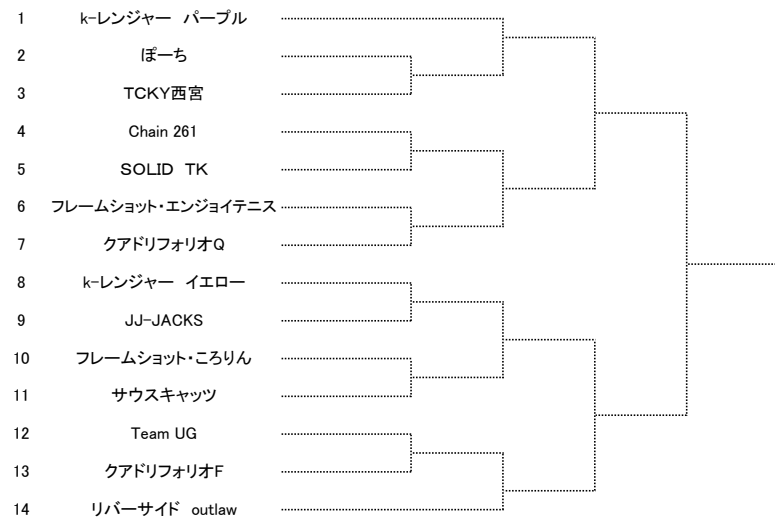 1 k-レンジャー　パープル
2 ぽーち
3 TCKY西宮
4 Chain 261
5 SOLID　TK
6 フレームショット・エンジョイテニス
7 クアドリフォリオQ
8 k-レンジャー　イエロー
9 JJ-JACKS
10 フレームショット・ころりん
11 サウスキャッツ
12 Team UG
13 クアドリフォリオF
14 リバーサイド　outlaw